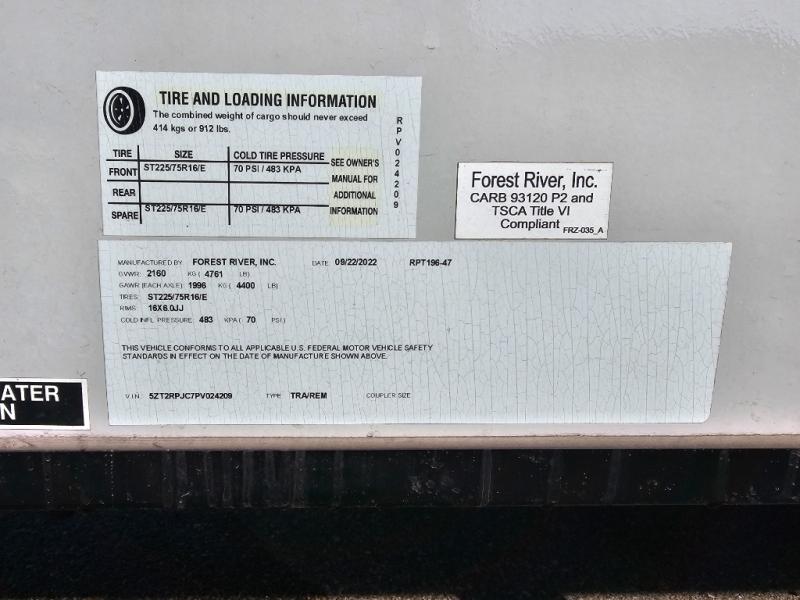 TIRE AND LOADING INFORMATION
The combined weight of cargo should never exceed
414 kgs or 912 lbs.
TIRE SIZE COLD TIRE PRESSURE
FRONT ST225/75R16/E 70 PSI / 483 KPA
REAR
SPARE ST225/75R16/E 70 PSI / 483 KPA
SEE OWNER'S
MANUAL FOR
ADDITIONAL
INFORMATION
RPV024209
Forest River, Inc.
CARB 93120 P2 and
TSCA Title VI
Compliant FRZ-035_A
MANUFACTURED BY FOREST RIVER, INC. DATE 09/22/2022 RPT196-47
GVWR: 2160 KG ( 4761 LB)
GAWR (EACH AXLE): 1996 KG ( 4400 LB)
TIRES: ST225/75R16/E
RIMS: 16X6.0JJ
COLD INFL. PRESSURE: 483 KPA ( 70 PSI.)
THIS VEHICLE CONFORMS TO ALL APPLICABLE U.S. FEDERAL MOTOR VEHICLE SAFETY
STANDARDS IN EFFECT ON THE DATE OF MANUFACTURE SHOWN ABOVE.
V.I.N. 5ZT2RPJC7PV024209 TYPE TRA/REM COUPLER SIZE
ATER
N